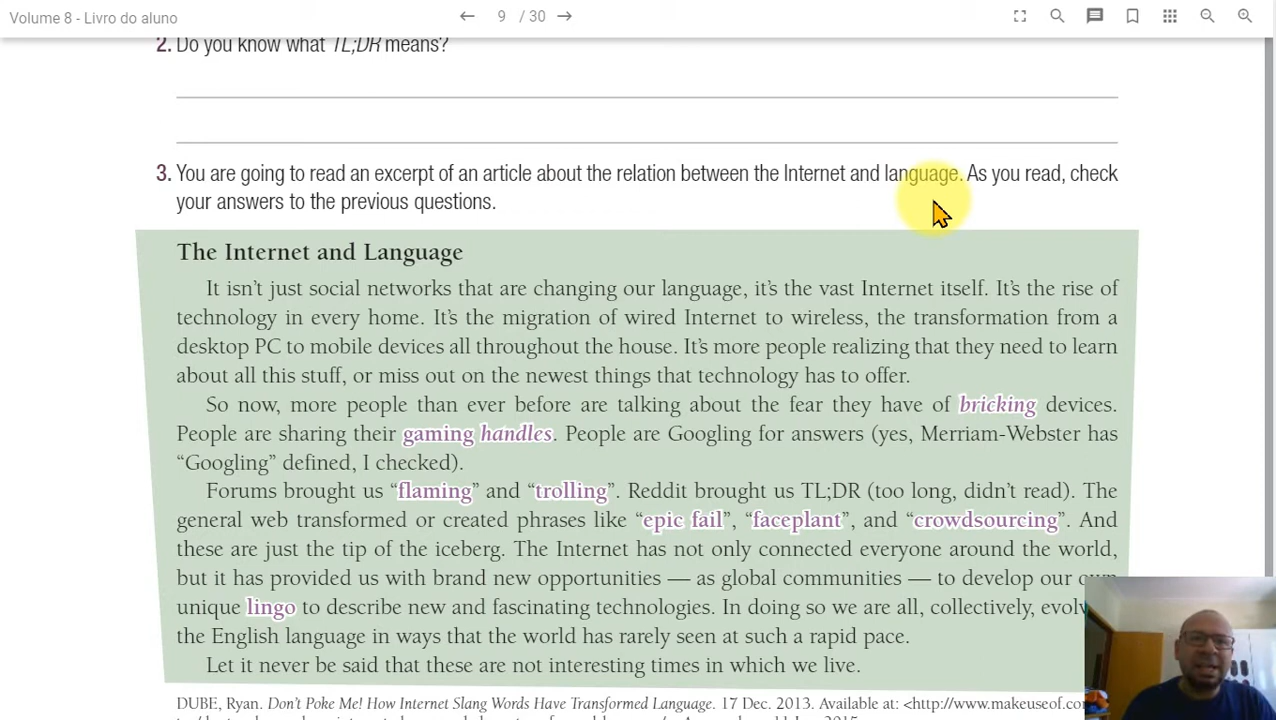 Volume 8 - Livro do aluno
9 / 30
2. Do you know what TL;DR means?
3. You are going to read an excerpt of an article about the relation between the Internet and language. As you read, check
your answers to the previous questions.
The Internet and Language
It isn't just social networks that are changing our language, it's the vast Internet itself. It's the rise of
technology in every home. It's the migration of wired Internet to wireless, the transformation from a
desktop PC to mobile devices all throughout the house. It's more people realizing that they need to learn
about all this stuff, or miss out on the newest things that technology has to offer.
So now, more people than ever before are talking about the fear they have of bricking devices.
People are sharing their gaming handles. People are Googling for answers (yes, Merriam-Webster has
“Googling” defined, I checked).
Forums brought us “flaming” and “trolling”. Reddit brought us TL;DR (too long, didn't read). The
general web transformed or created phrases like “epic fail”, “faceplant”, and “crowdsourcing”. And
these are just the tip of the iceberg. The Internet has not only connected everyone around the world,
but it has provided us with brand new opportunities — as global communities — to develop our own
unique lingo to describe new and fascinating technologies. In doing so we are all, collectively, evolv
the English language in ways that the world has rarely seen at such a rapid pace.
Let it never be said that these are not interesting times in which we live.
DUBE, Ryan. Don't Poke Me! How Internet Slang Words Have Transformed Language. 17 Dec. 2013. Available at: <http://www.makeuseof.co